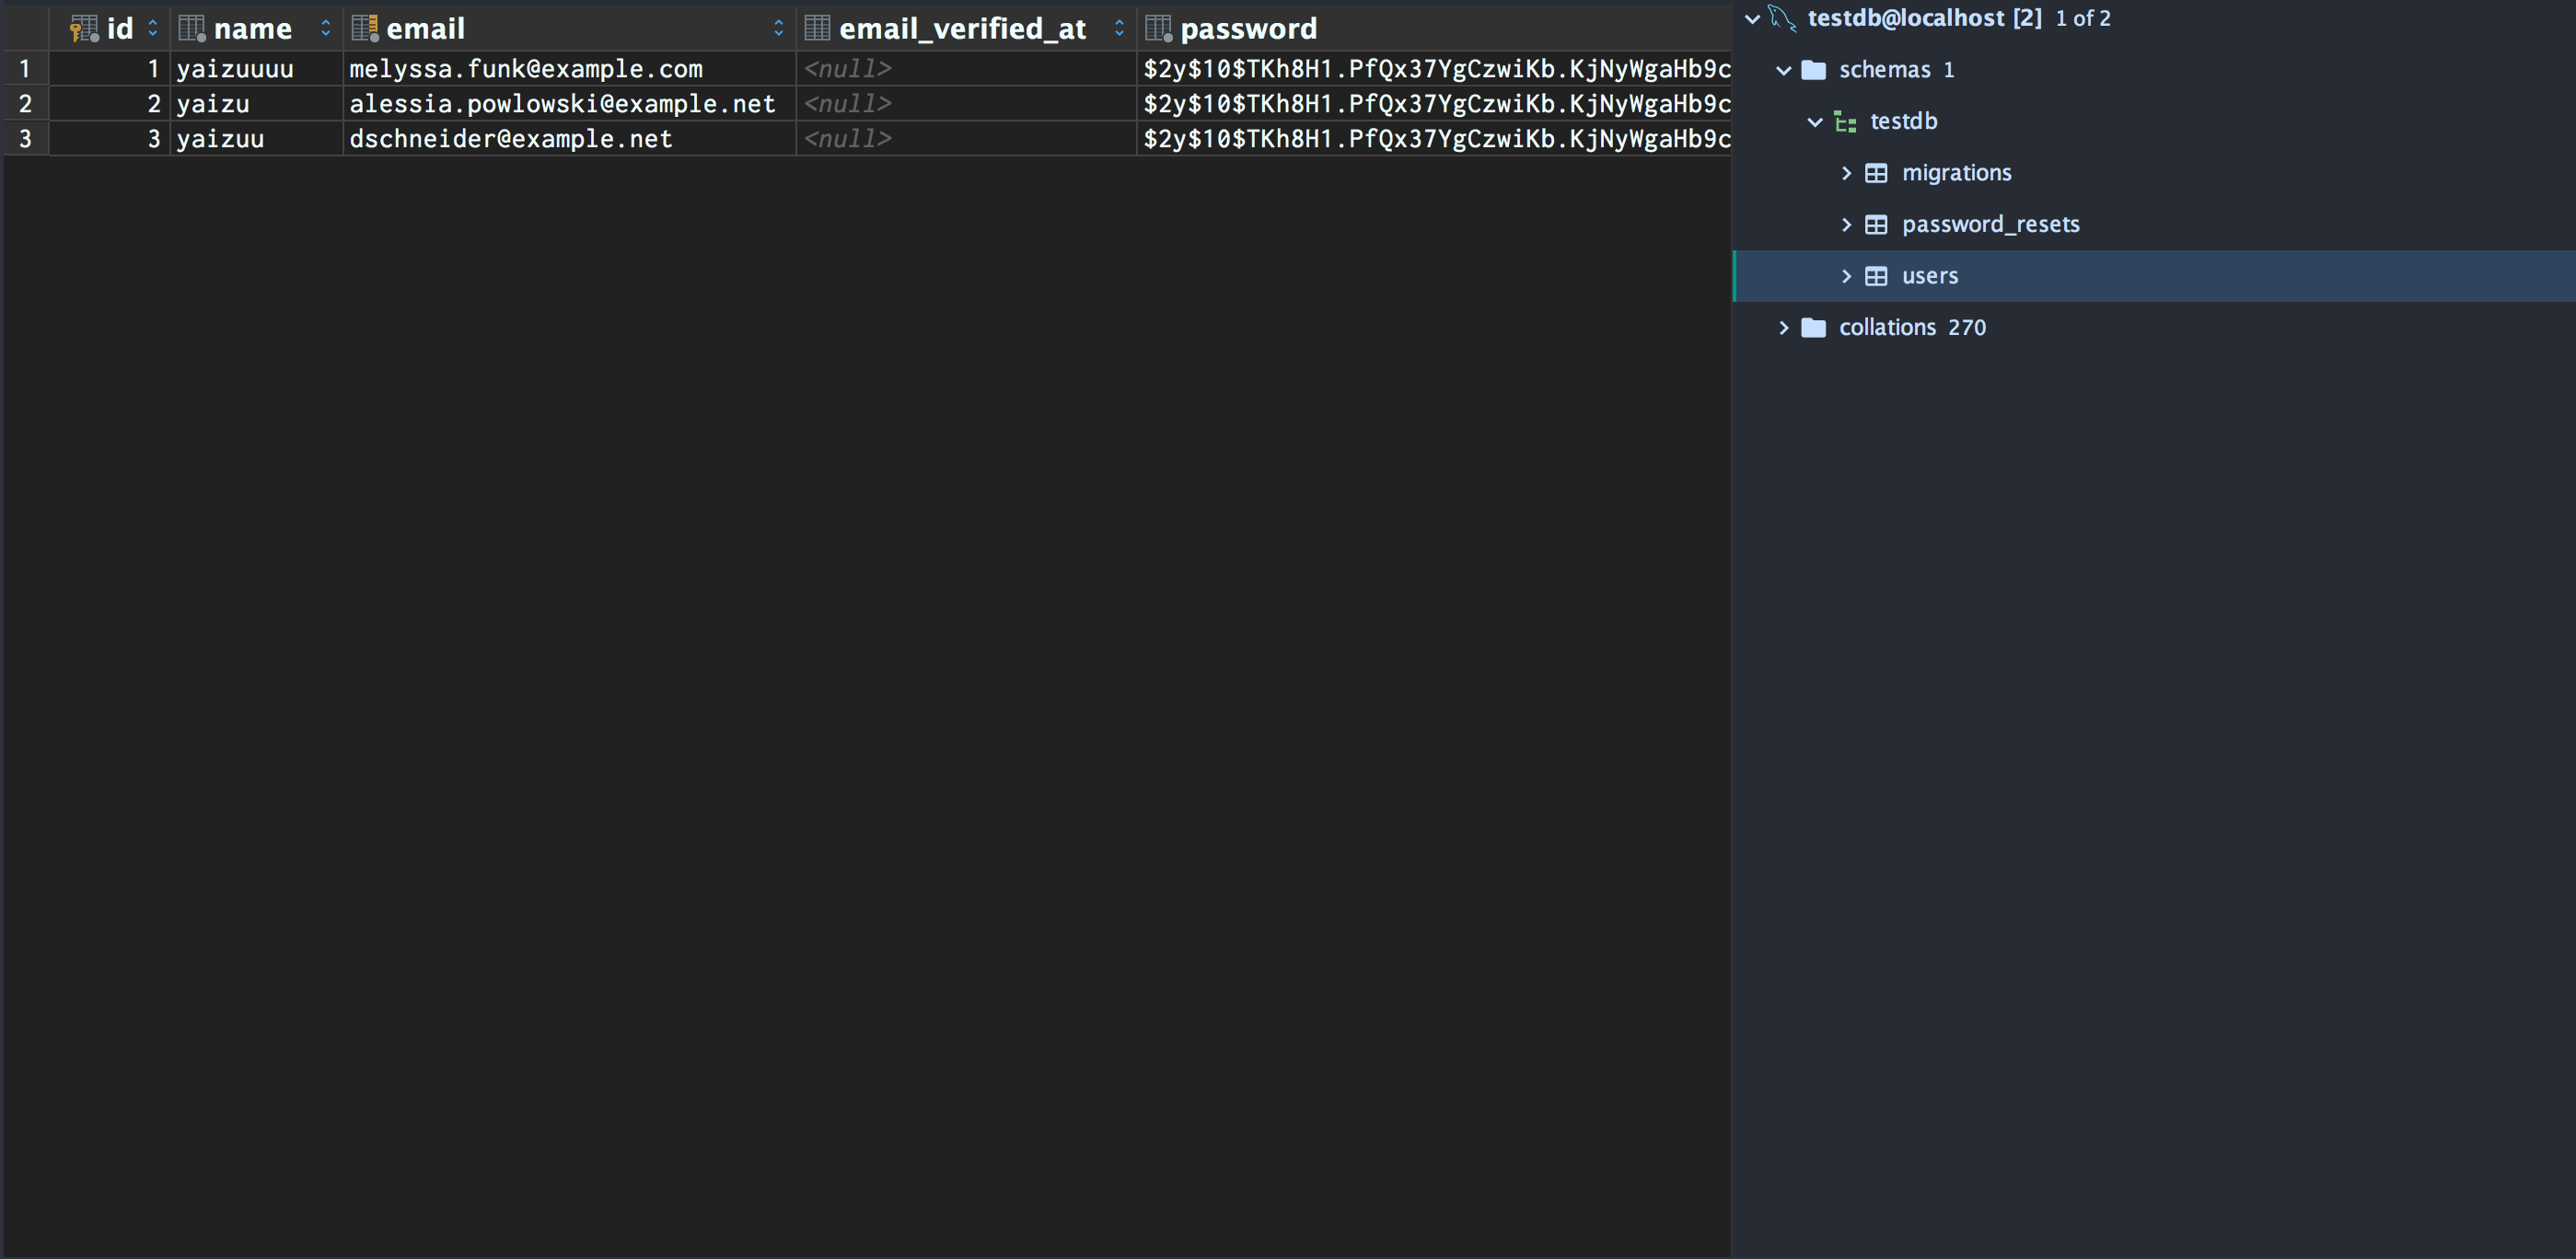 id name email email_verified_at password
1 1 yaizuuuu melyssa.funk@example.com <null> $2y$10$TKh8H1.PfQx37YgCzwiKb.KjNyWgaHb9c
2 2 yaizu alessia.powlowski@example.net <null> $2y$10$TKh8H1.PfQx37YgCzwiKb.KjNyWgaHb9c
3 3 yaizuu dschneider@example.net <null> $2y$10$TKh8H1.PfQx37YgCzwiKb.KjNyWgaHb9c
testdb@localhost [2] 1 of 2
schemas 1
testdb
migrations
password_resets
users
collations 270